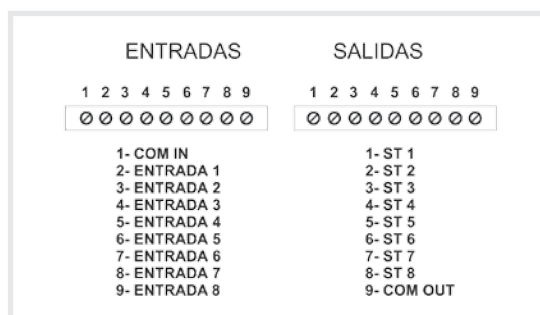 ENTRADAS
1 2 3 4 5 6 7 8 9
1- COM IN
2- ENTRADA 1
3- ENTRADA 2
4- ENTRADA 3
5- ENTRADA 4
6- ENTRADA 5
7- ENTRADA 6
8- ENTRADA 7
9- ENTRADA 8
SALIDAS
1 2 3 4 5 6 7 8 9
1- ST 1
2- ST 2
3- ST 3
4- ST 4
5- ST 5
6- ST 6
7- ST 7
8- ST 8
9- COM OUT